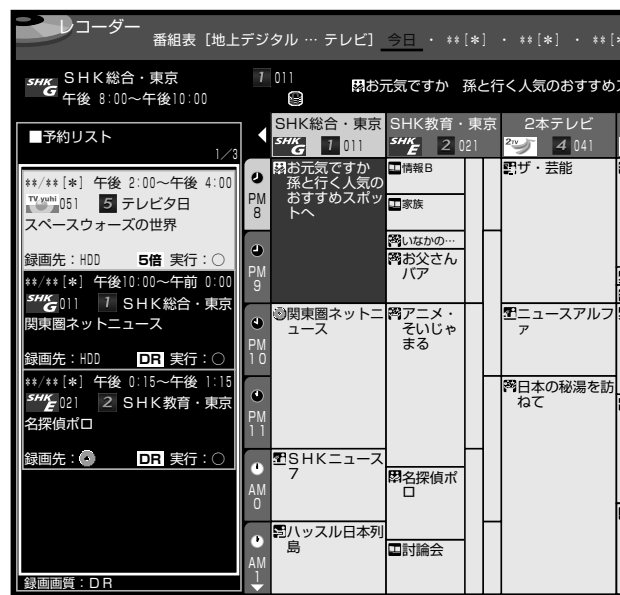 レコーダー
番組表 [地上デジタル … テレビ] 今日 ・ **[*] ・ **[*] ・ **[*
SHK G SHK総合・東京
午後 8:00~午後10:00
1 011
お元気ですか 孫と行く人気のおすすめス
■予約リスト
1/3
**/**[*] 午後 2:00~午後 4:00
TV yuhi 051 5 テレビタ日
スペースウォーズの世界
録画先:HDD 5倍 実行:○
**/**[*] 午後10:00~午前 0:00
SHK G 011 1 SHK総合・東京
関東圏ネットニュース
録画先:HDD DR 実行:○
**/**[*] 午後 0:15~午後 1:15
SHK E 021 2 SHK教育・東京
名探偵ポロ
録画先: DR 実行:○
録画画質:DR
SHK総合・東京
SHK G 1 011
SHK教育・東京
SHK E 2 021
2本テレビ
2tv 4 041
PM
8
PM
9
PM
10
PM
11
AM
0
AM
1
お元気ですか
孫と行く人気の
おすすめスポッ
トへ
関東圏ネットニ
ュース
SHKニュース
7
ハッスル日本列
島
情報B
家族
いなかの…
お父さん
バア
アニメ・
そいじゃ
まる
名探偵ポ
ロ
討論会
ザ・芸能
ニュースアルフ
ァ
日本の秘湯を訪
ねて